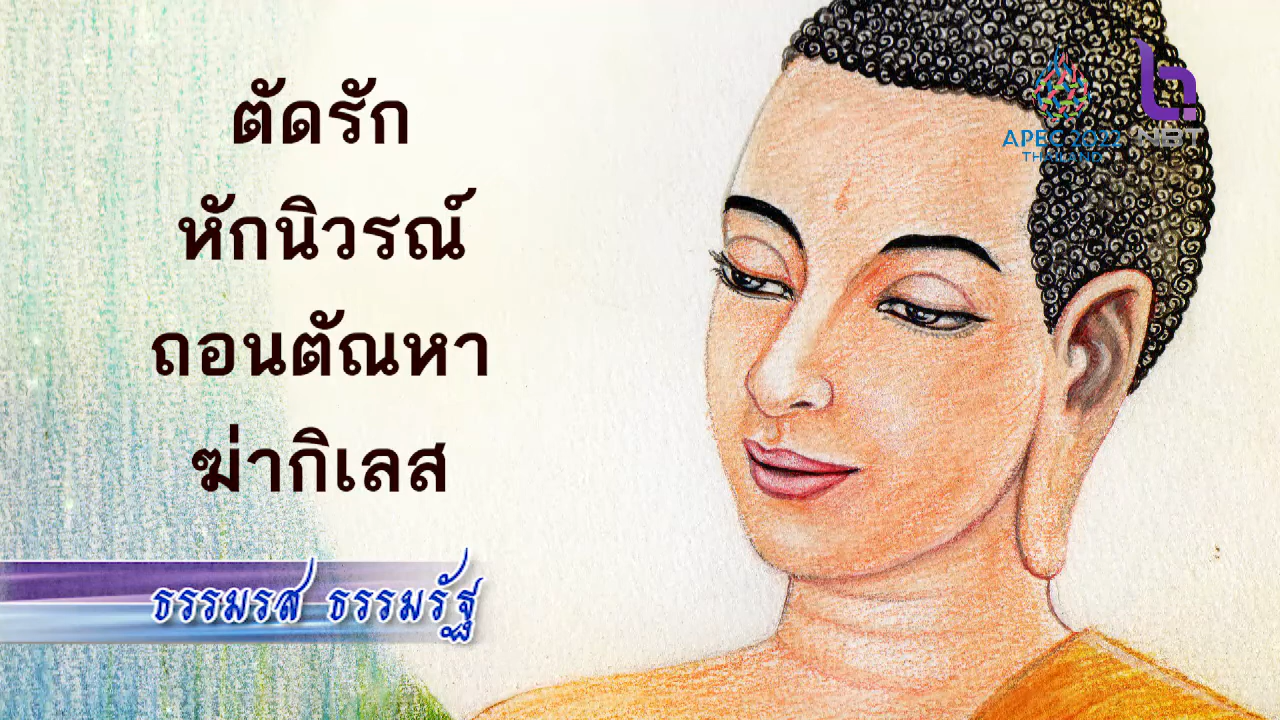 ตัดรัก
หักนิวรณ์
ถอนตัณหา
ฆ่ากิเลส
ธรรมรส ธรรมรัฐ
APEC 2022
THAILAND
NBT